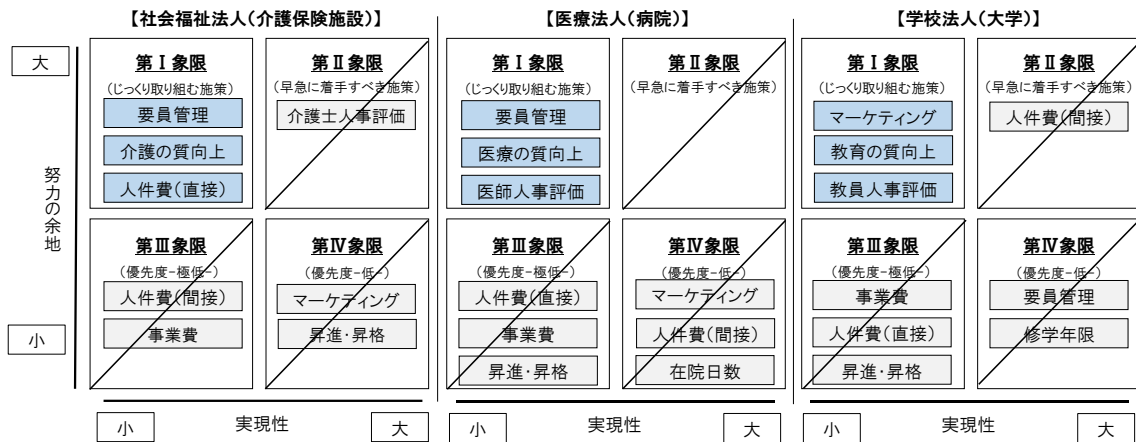 【社会福祉法人(介護保険施設)】
【医療法人(病院)】
【学校法人(大学)】
大
努力の余地
小
第Ⅰ象限
(じっくり取り組む施策)
要員管理
介護の質向上
人件費(直接)
第Ⅱ象限
(早急に着手すべき施策)
介護士人事評価
第Ⅲ象限
(優先度-極低-)
人件費(間接)
事業費
第Ⅳ象限
(優先度-低-)
マーケティング
昇進・昇格
小
実現性
大
第Ⅰ象限
(じっくり取り組む施策)
要員管理
医療の質向上
医師人事評価
第Ⅱ象限
(早急に着手すべき施策)
第Ⅲ象限
(優先度-極低-)
人件費(直接)
事業費
昇進・昇格
第Ⅳ象限
(優先度-低-)
マーケティング
人件費(間接)
在院日数
小
実現性
大
第Ⅰ象限
(じっくり取り組む施策)
マーケティング
教育の質向上
教員人事評価
第Ⅱ象限
(早急に着手すべき施策)
人件費(間接)
第Ⅲ象限
(優先度-極低-)
事業費
人件費(直接)
昇進・昇格
第Ⅳ象限
(優先度-低-)
要員管理
修学年限
小
実現性
大